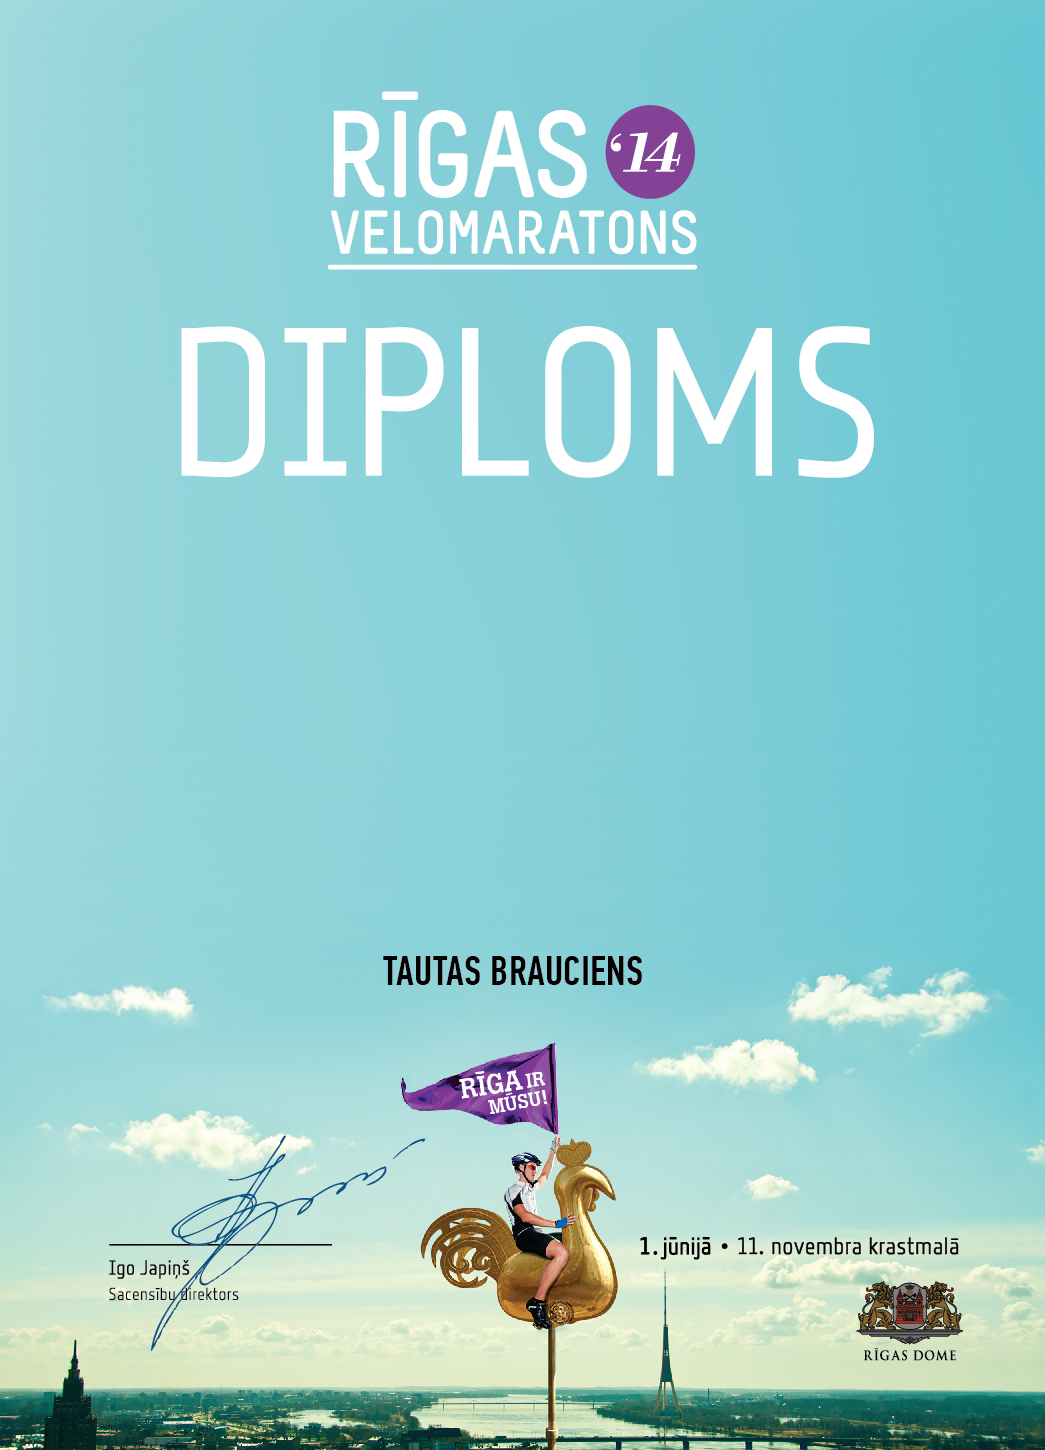 RĪGAS '14
VELOMARATONS
DIPLOMS
TAUTAS BRAUCIENS
RĪGA IR
MŪSU!
1. jūnijā • 11. novembra krastmalā
Igo Japiņš
Sacensību direktors
RĪGAS DOME